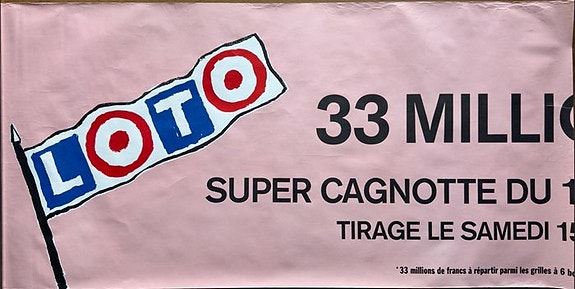 LOTO
33 MILLIO
SUPER CAGNOTTE DU 1
TIRAGE LE SAMEDI 15
* 33 millions de francs à répartir parmi les grilles à 6 bo